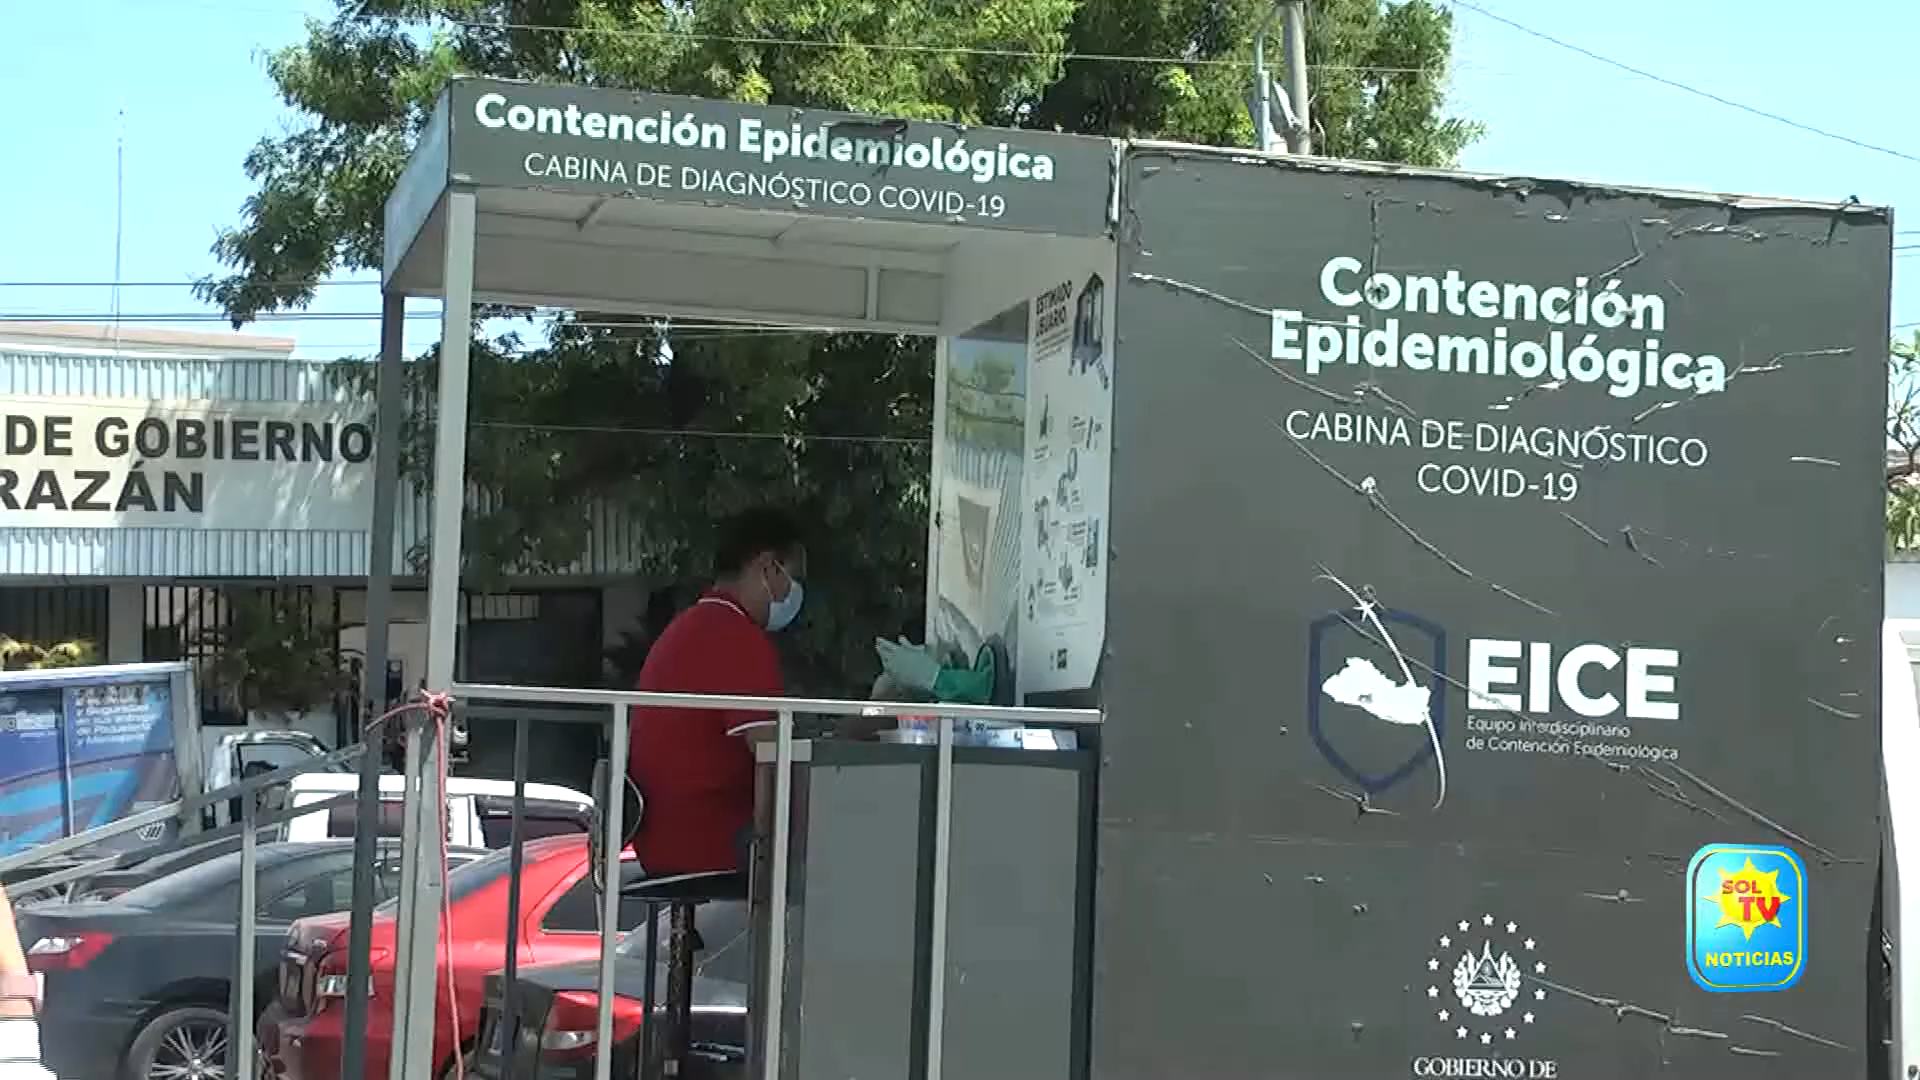 Contención Epidemiológica
CABINA DE DIAGNÓSTICO COVID-19
Contención
Epidemiológica
CABINA DE DIAGNÓSTICO
COVID-19
ESTIMADO
USUARIO
DE GOBIERNO
RAZÁN
EICE
Equipo Interdisciplinario
de Contención Epidemiológica
SOL
TV
NOTICIAS
GOBIERNO DE